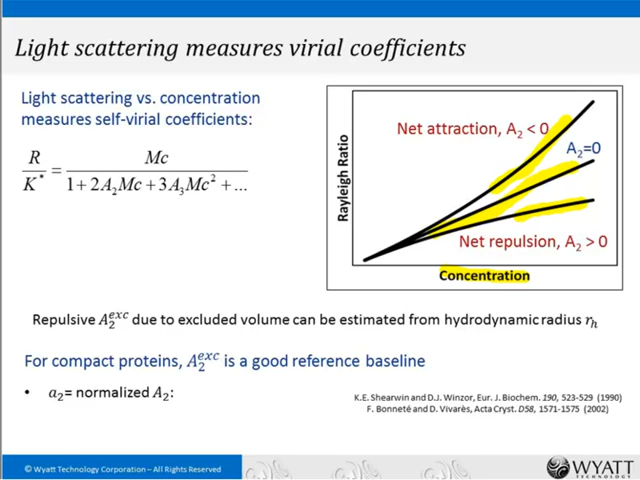 Light scattering measures virial coefficients
Light scattering vs. concentration
measures self-virial coefficients:
R/K* = Mc/(1 + 2A₂Mc + 3A₃Mc² + ...)
Net attraction, A₂ < 0
A₂=0
Net repulsion, A₂ > 0
Rayleigh Ratio
Concentration
Repulsive A₂ᵉˣᶜ due to excluded volume can be estimated from hydrodynamic radius rₕ
For compact proteins, A₂ᵉˣᶜ is a good reference baseline
• a₂= normalized A₂:
K.E. Shearwin and D.J. Winzor, Eur. J. Biochem. 190, 523-529 (1990)
F. Bonneté and D. Vivarès, Acta Cryst. D58, 1571-1575 (2002)
© Wyatt Technology Corporation – All Rights Reserved
WYATT
TECHNOLOGY